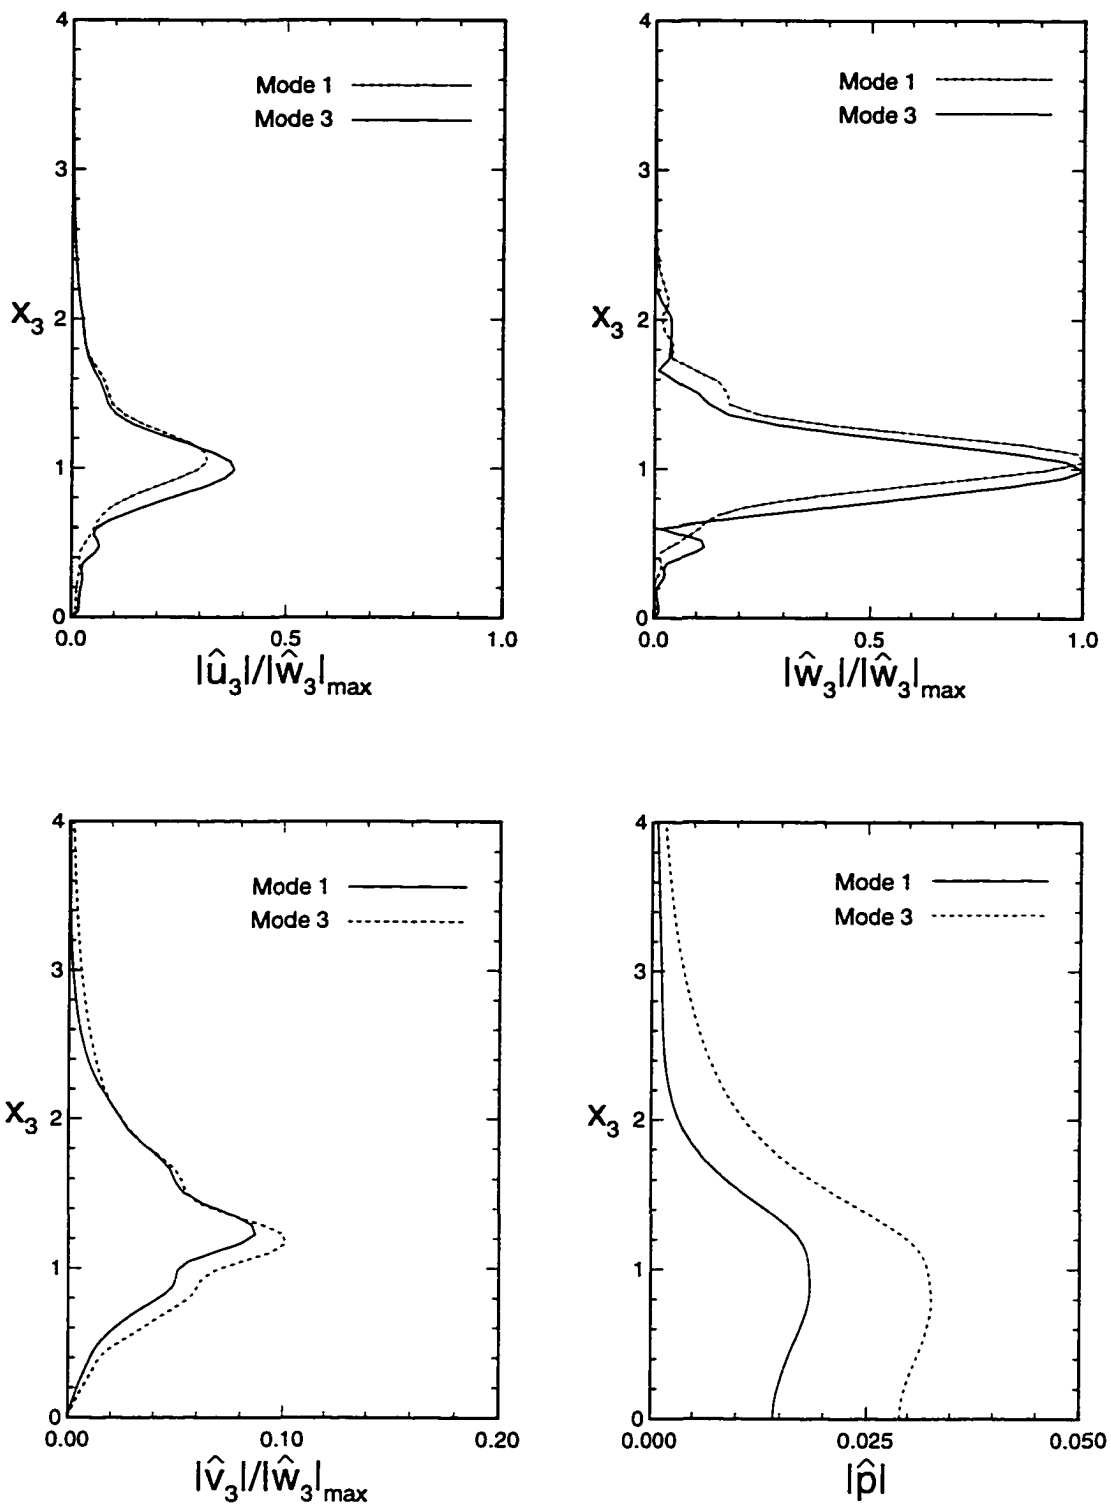 4
3
X₃ 2
1
0
0.0 0.5 1.0
|û₃|/|ŵ₃|max
Mode 1
Mode 3
4
3
X₃ 2
1
0
0.0 0.5 1.0
|ŵ₃|/|ŵ₃|max
Mode 1
Mode 3
4
3
X₃ 2
1
0
0.00 0.10 0.20
|v̂₃|/|ŵ₃|max
Mode 1
Mode 3
4
3
X₃ 2
1
0
0.000 0.025 0.050
|p̂|
Mode 1
Mode 3